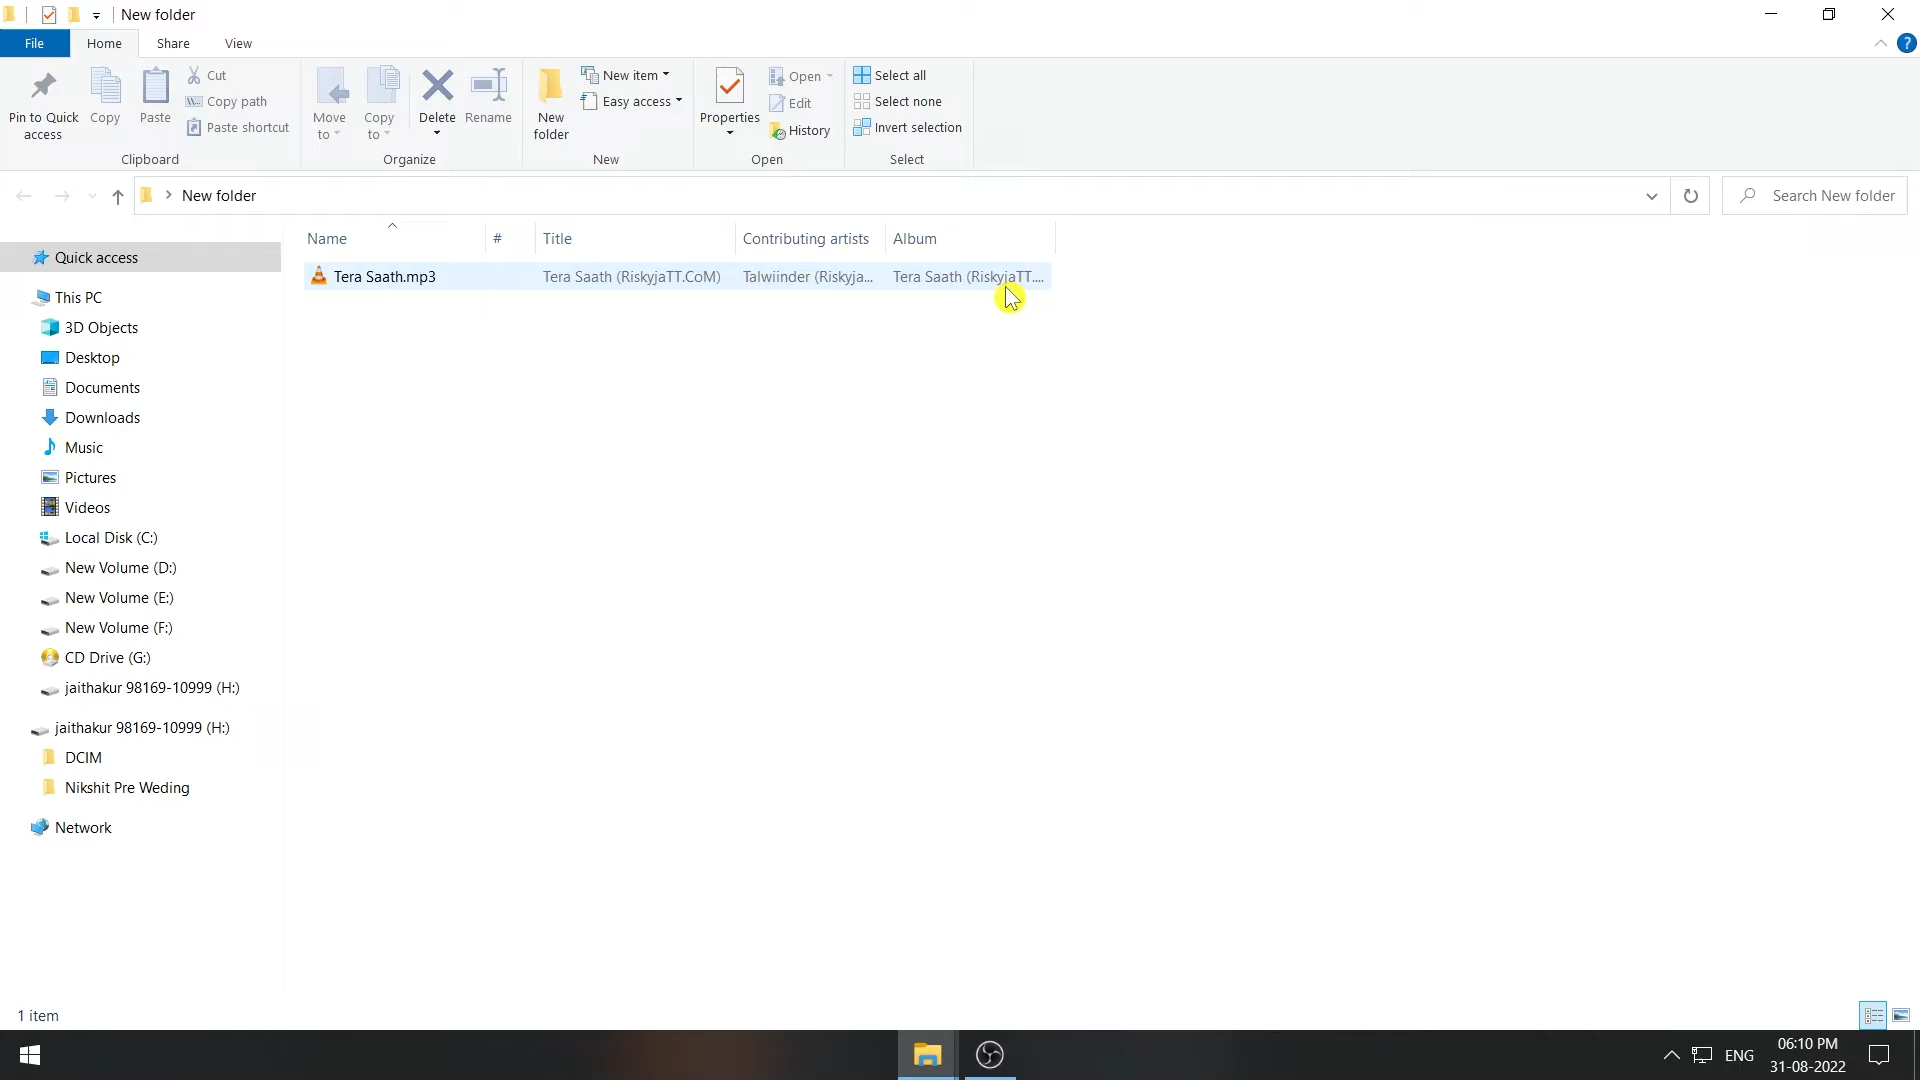 New folder
File Home Share View
Pin to Quick access
Copy
Paste
Cut
Copy path
Paste shortcut
Clipboard
Move to
Copy to
Delete
Rename
Organize
New folder
New item
Easy access
New
Properties
Open
Edit
History
Open
Select all
Select none
Invert selection
Select
New folder
Search New folder
Name # Title Contributing artists Album
Tera Saath.mp3 Tera Saath (RiskyjaTT.CoM) Talwiinder (Riskyja... Tera Saath (RiskyjaTT....
Quick access
This PC
3D Objects
Desktop
Documents
Downloads
Music
Pictures
Videos
Local Disk (C:)
New Volume (D:)
New Volume (E:)
New Volume (F:)
CD Drive (G:)
jaithakur 98169-10999 (H:)
jaithakur 98169-10999 (H:)
DCIM
Nikshit Pre Weding
Network
1 item
ENG
06:10 PM
31-08-2022